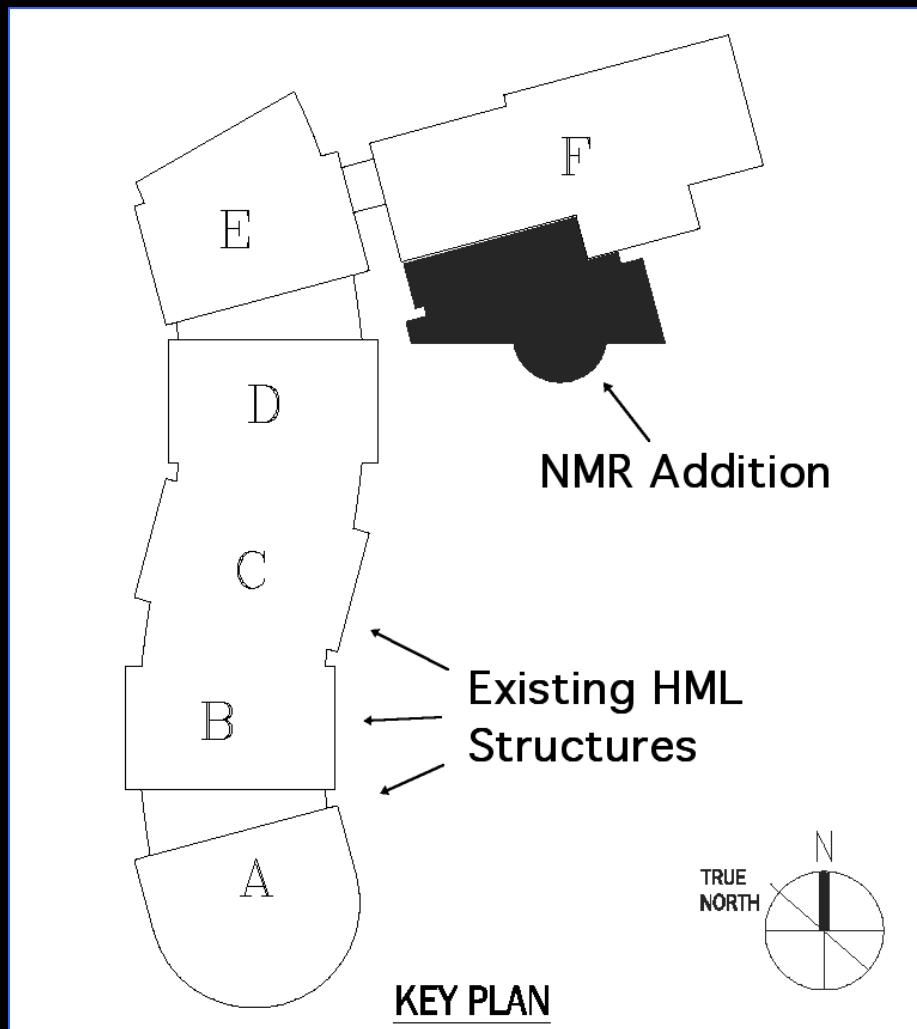 F
E
D
NMR Addition
C
Existing HML
Structures
B
A
N
TRUE
NORTH
KEY PLAN